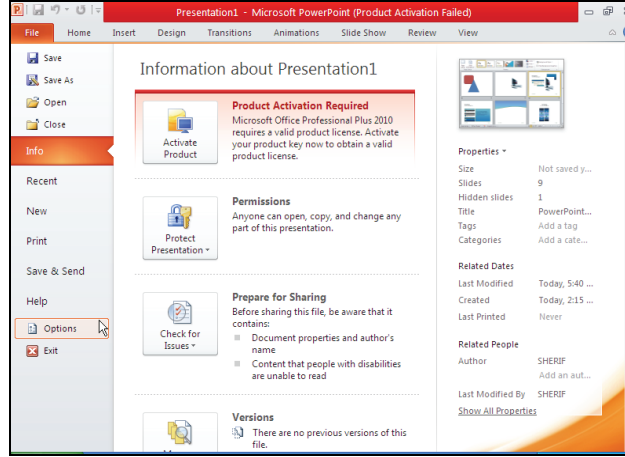 Presentation1 - Microsoft PowerPoint (Product Activation Failed)
File Home Insert Design Transitions Animations Slide Show Review View
Save
Save As
Open
Close
Info
Recent
New
Print
Save & Send
Help
Options
Exit
Information about Presentation1
Activate
Product
Product Activation Required
Microsoft Office Professional Plus 2010
requires a valid product license. Activate
your product key now to obtain a valid
product license.
Protect
Presentation
Permissions
Anyone can open, copy, and change any
part of this presentation.
Check for
Issues
Prepare for Sharing
Before sharing this file, be aware that it
contains:
Document properties and author's
name
Content that people with disabilities
are unable to read
Versions
There are no previous versions of this
file.
Properties
Size Not saved y...
Slides 9
Hidden slides 1
Title PowerPoint...
Tags Add a tag
Categories Add a cate...
Related Dates
Last Modified Today, 5:40 ...
Created Today, 2:15 ...
Last Printed Never
Related People
Author SHERIF
Add an aut...
Last Modified By SHERIF
Show All Properties